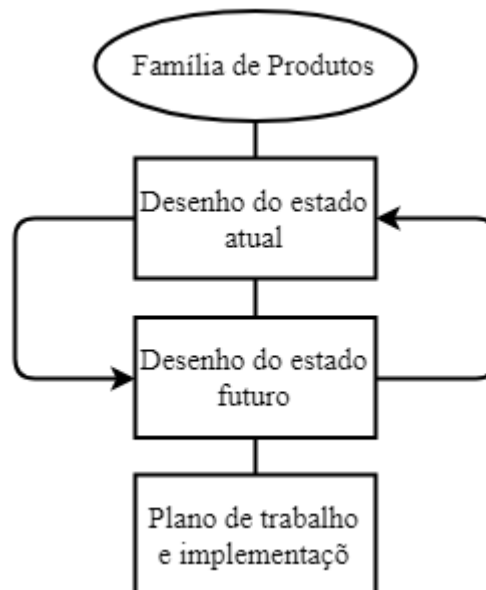 Família de Produtos
Desenho do estado
atual
Desenho do estado
futuro
Plano de trabalho
e implementaçõ